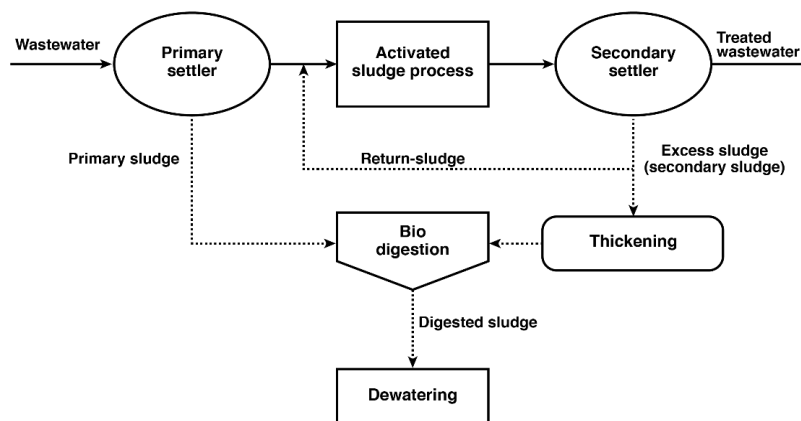 Wastewater
Primary
settler
Activated
sludge process
Secondary
settler
Treated
wastewater
Primary sludge
Return-sludge
Excess sludge
(secondary sludge)
Bio
digestion
Thickening
Digested sludge
Dewatering